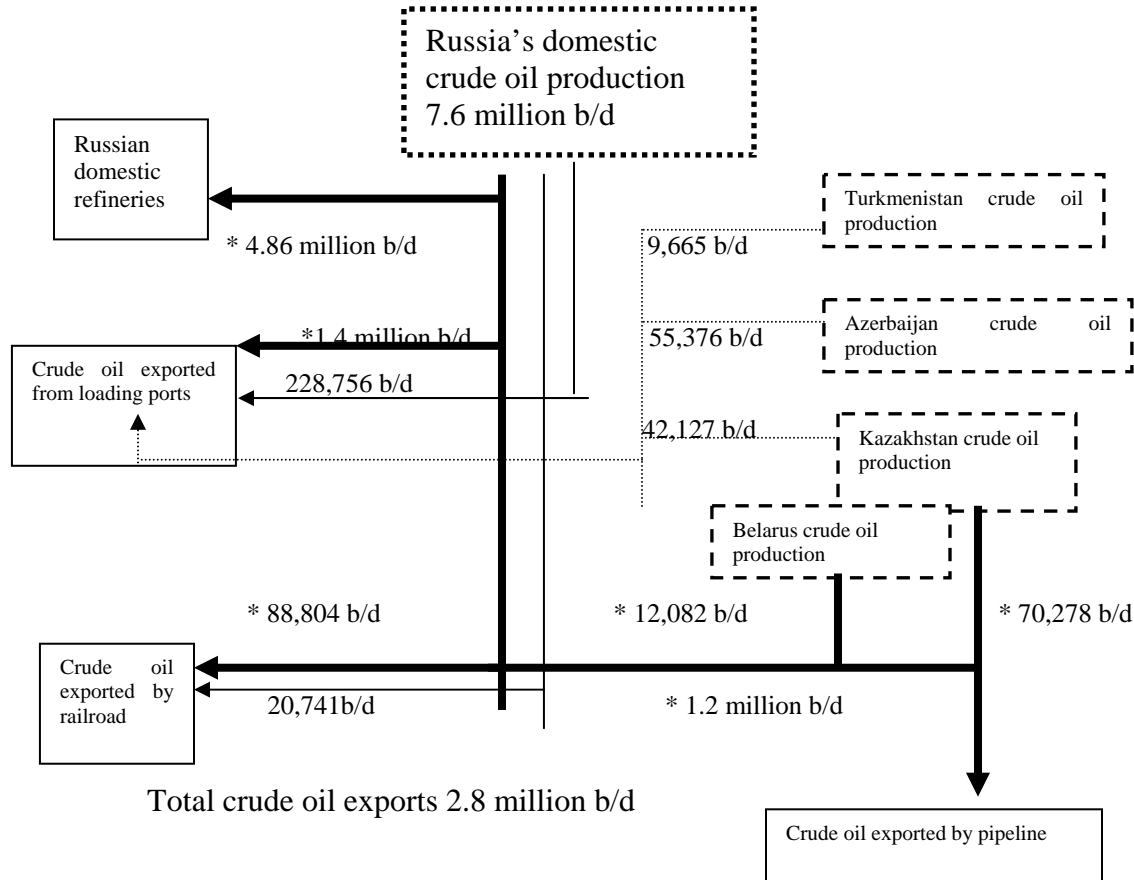 Russia’s domestic
crude oil production
7.6 million b/d
Russian
domestic
refineries
* 4.86 million b/d
Turkmenistan crude oil
production
9,665 b/d
*1.4 million b/d
55,376 b/d
Azerbaijan crude oil
production
Crude oil exported
from loading ports
228,756 b/d
42,127 b/d
Kazakhstan crude oil
production
Belarus crude oil
production
* 88,804 b/d
* 12,082 b/d
* 70,278 b/d
Crude oil
exported by
railroad
20,741b/d
* 1.2 million b/d
Total crude oil exports 2.8 million b/d
Crude oil exported by pipeline